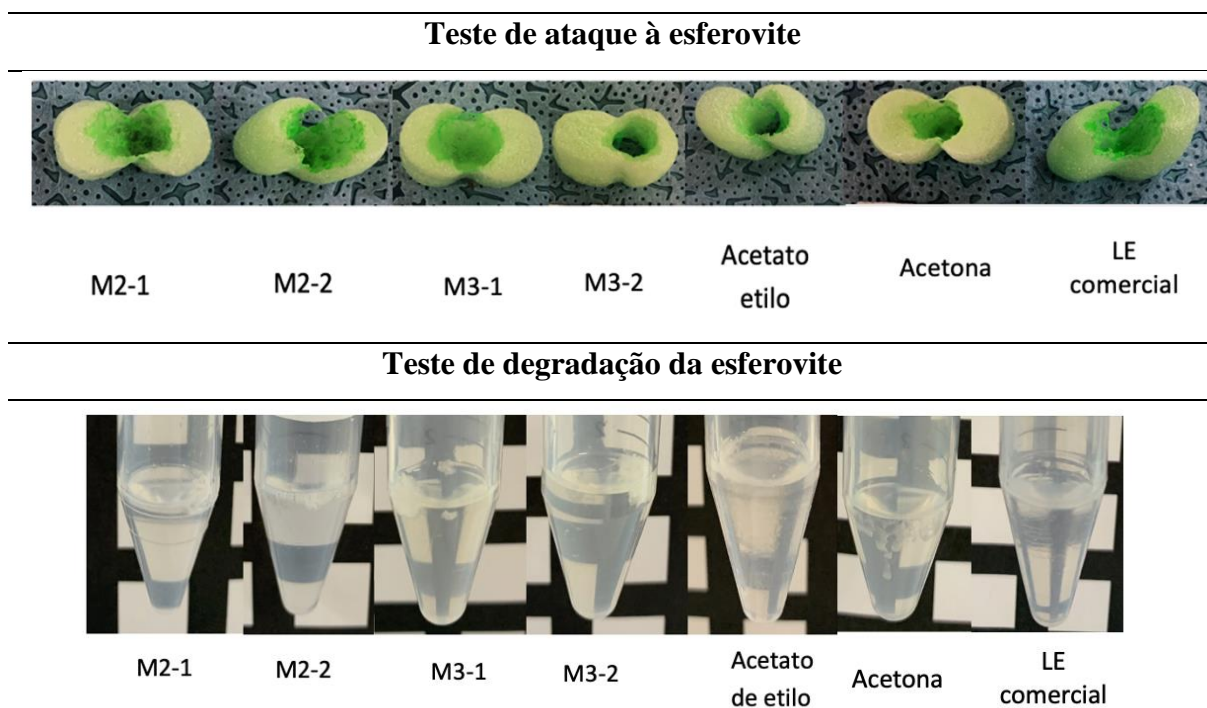 Teste de ataque à esferovite
M2-1
M2-2
M3-1
M3-2
Acetato
etilo
Acetona
LE
comercial
Teste de degradação da esferovite
M2-1
M2-2
M3-1
M3-2
Acetato
de etilo
Acetona
LE
comercial